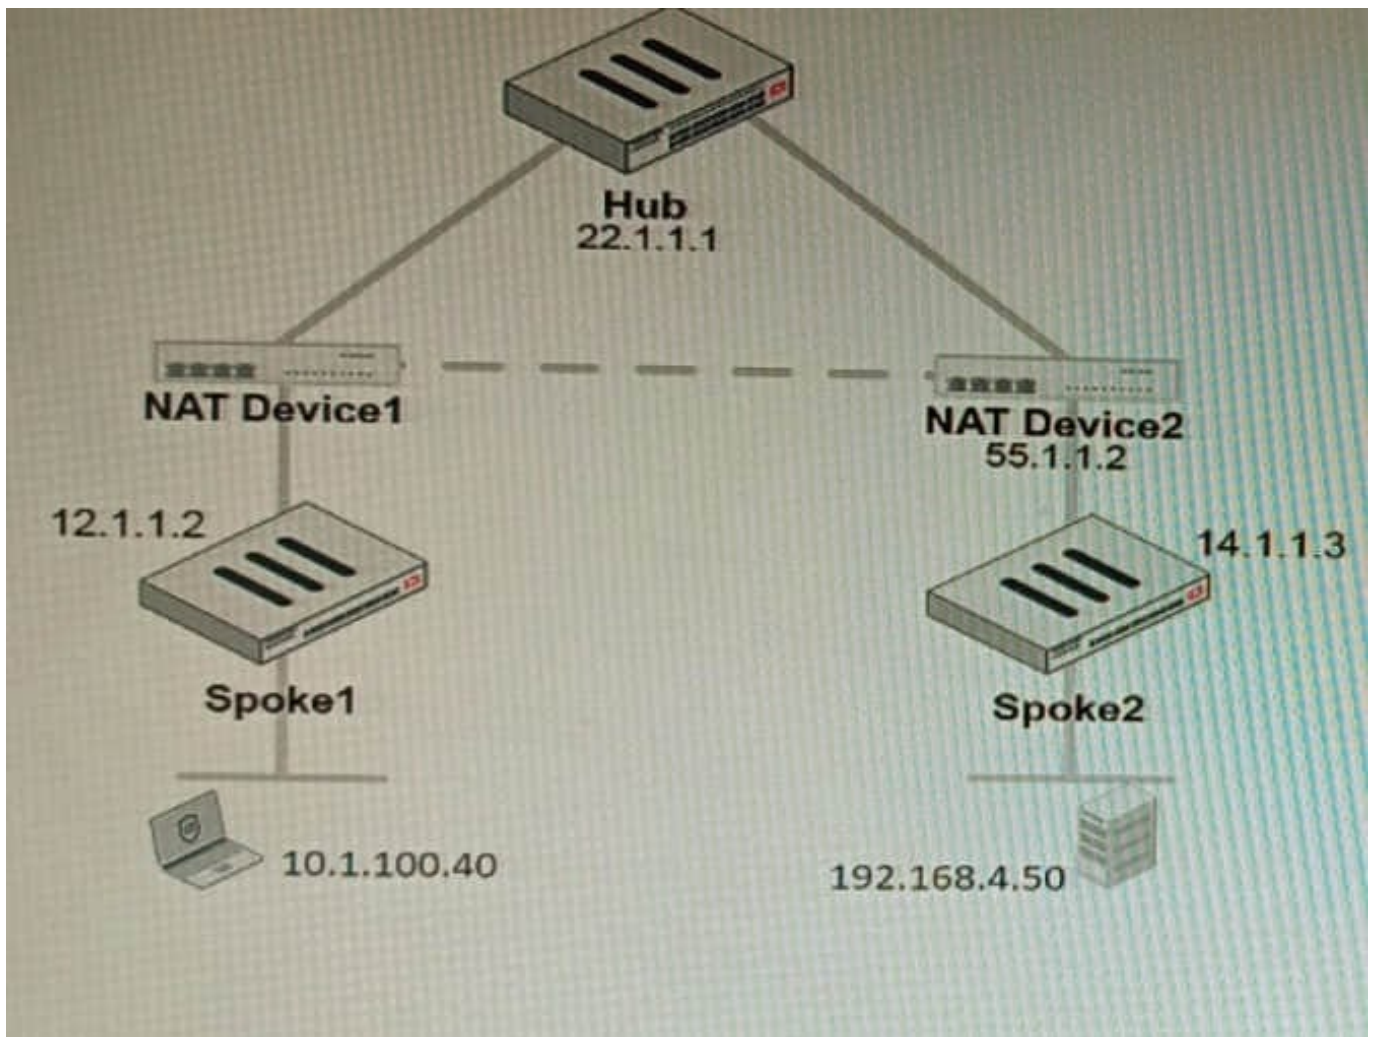 Hub
22.1.1.1
NAT Device1
NAT Device2
55.1.1.2
12.1.1.2
14.1.1.3
Spoke1
Spoke2
10.1.100.40
192.168.4.50